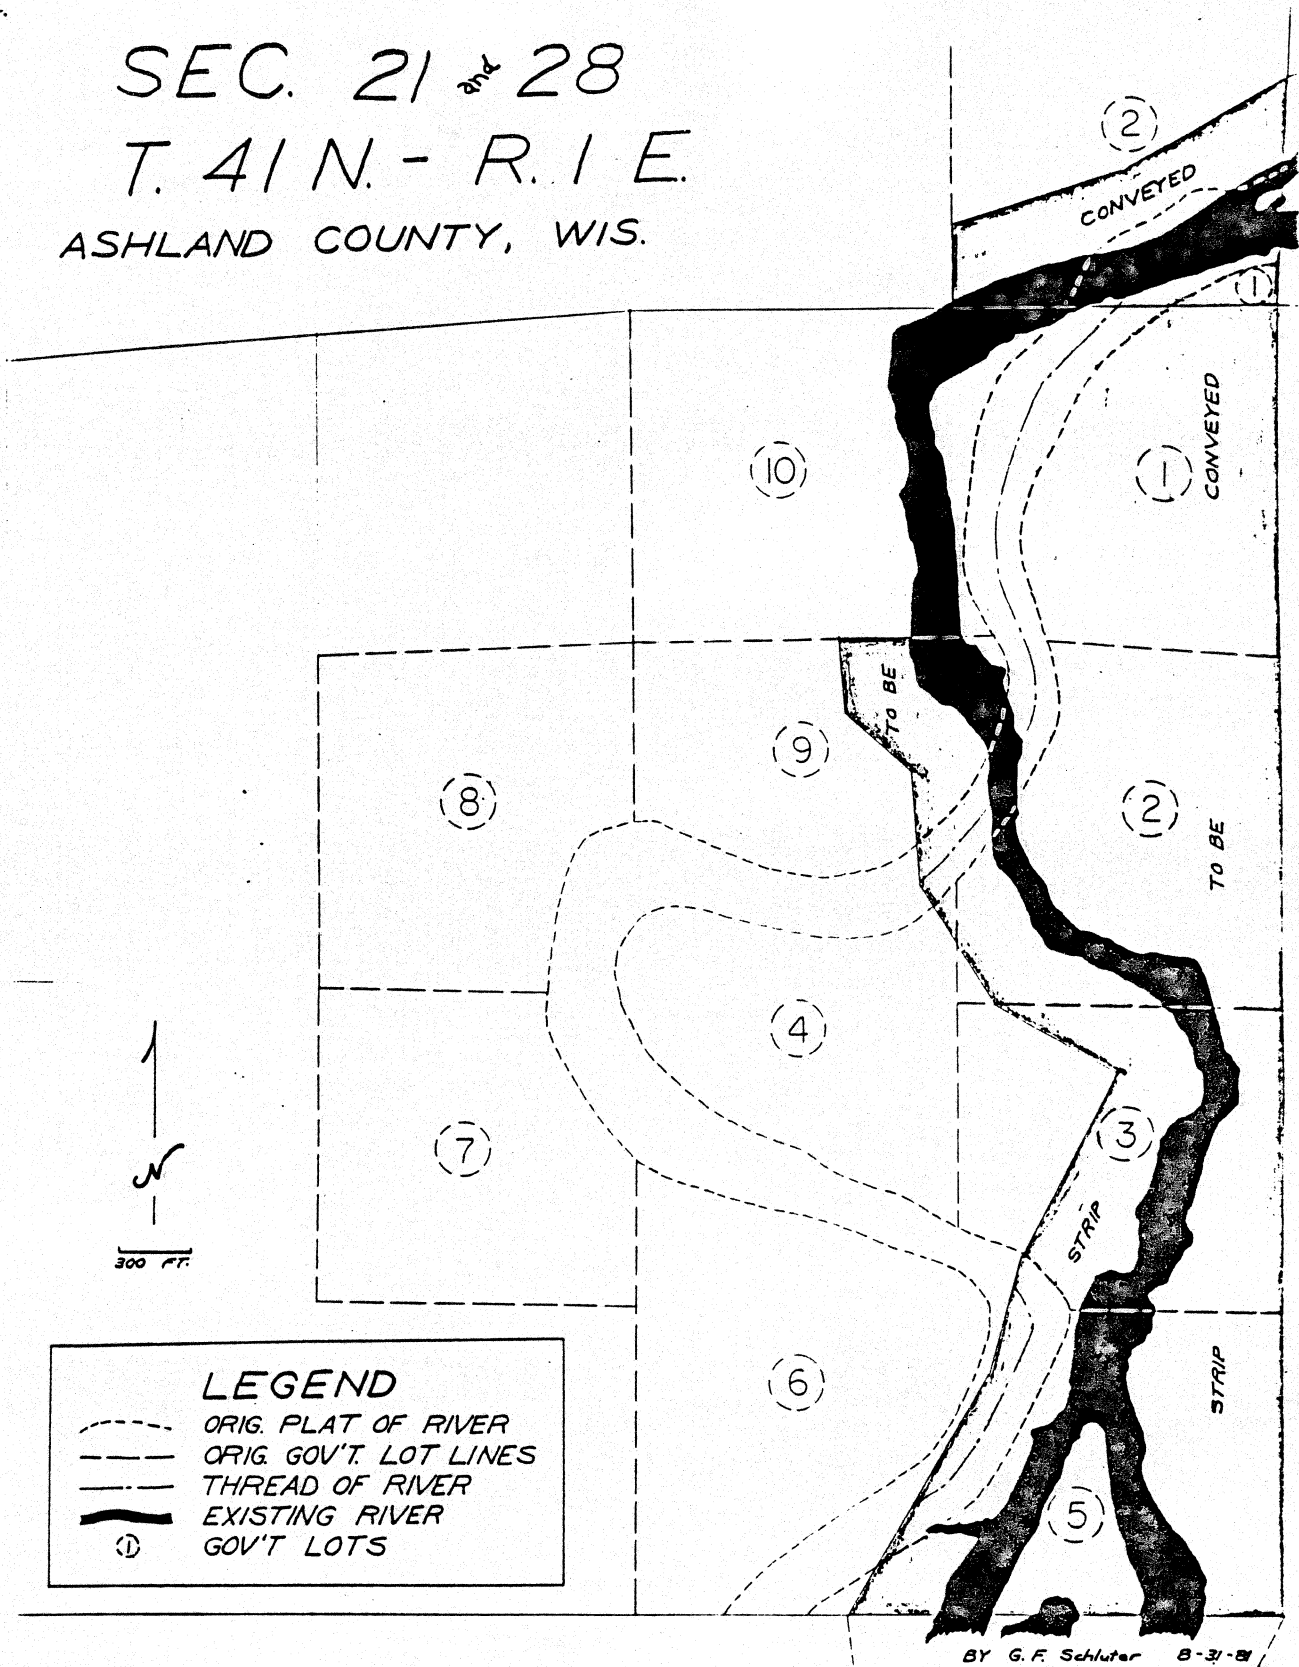 SEC. 21 and 28
T. 41 N. - R. 1 E.
ASHLAND COUNTY, WIS.
2
CONVEYED
1
10
1
CONVEYED
TO BE
9
8
2
TO BE
4
3
7
STRIP
N
300 FT.
6
STRIP
5
LEGEND
ORIG. PLAT OF RIVER
ORIG. GOV'T. LOT LINES
THREAD OF RIVER
EXISTING RIVER
1 GOV'T LOTS
BY G. F. Schluter 8-31-81